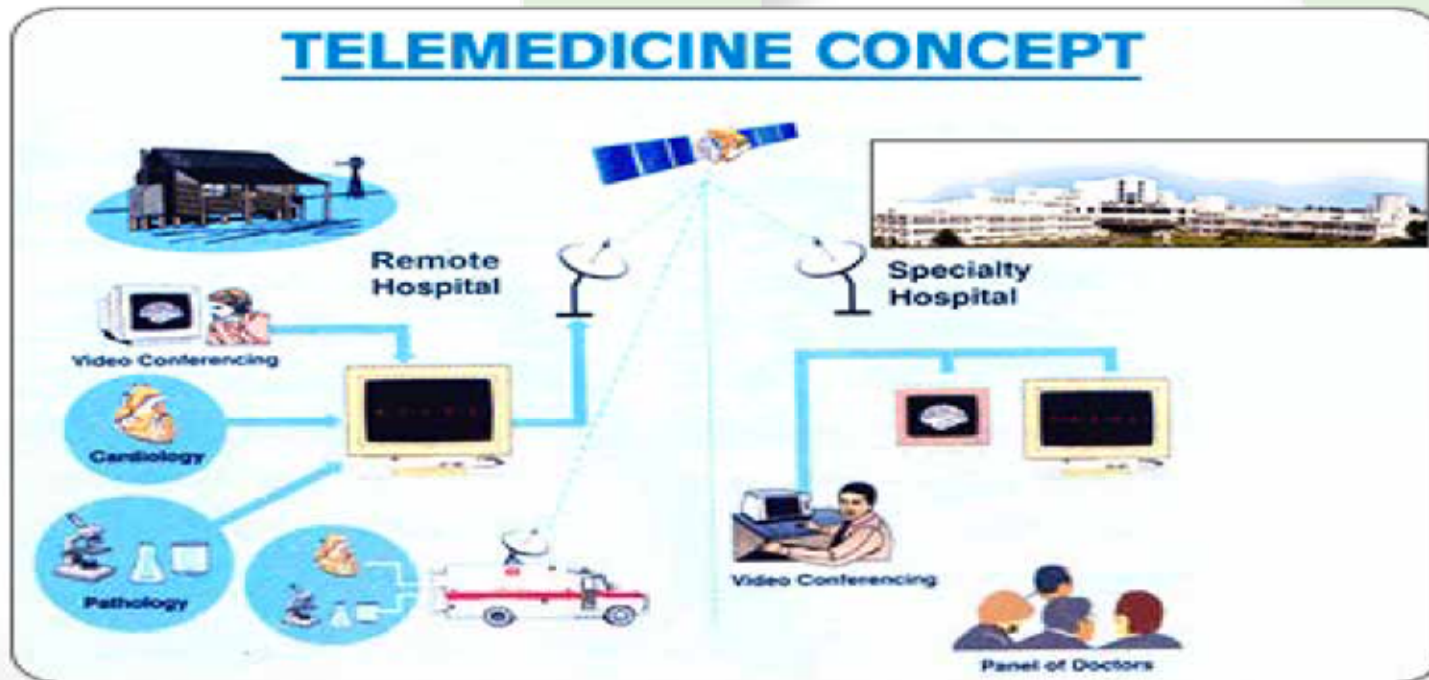 TELEMEDICINE CONCEPT
Remote
Hospital
Specialty
Hospital
Video Conferencing
Cardiology
Pathology
Video Conferencing
Panel of Doctors